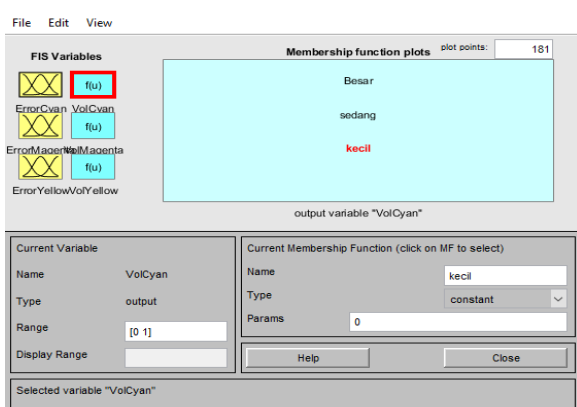 File Edit View
FIS Variables
f(u)
ErrorCyan VolCyan
f(u)
ErrorMagenta VolMagenta
f(u)
ErrorYellow VolYellow
Membership function plots plot points: 181
Besar
sedang
kecil
output variable "VolCyan"
Current Variable
Name VolCyan
Type output
Range [0 1]
Display Range
Current Membership Function (click on MF to select)
Name kecil
Type constant
Params 0
Help Close
Selected variable "VolCyan"